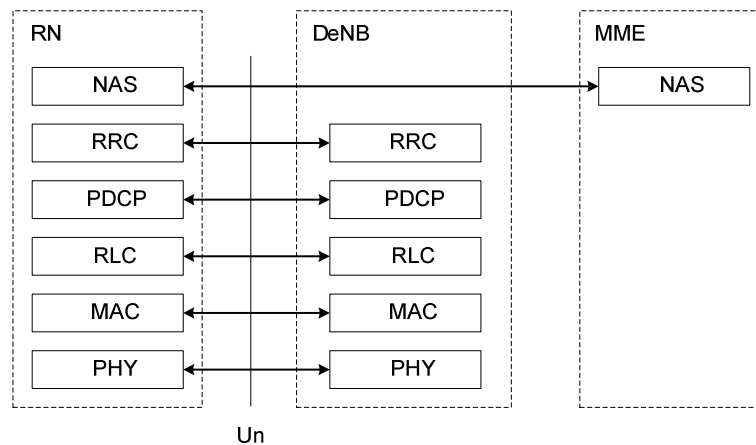 RN DeNB MME
NAS NAS
RRC RRC
PDCP PDCP
RLC RLC
MAC MAC
PHY PHY
Un